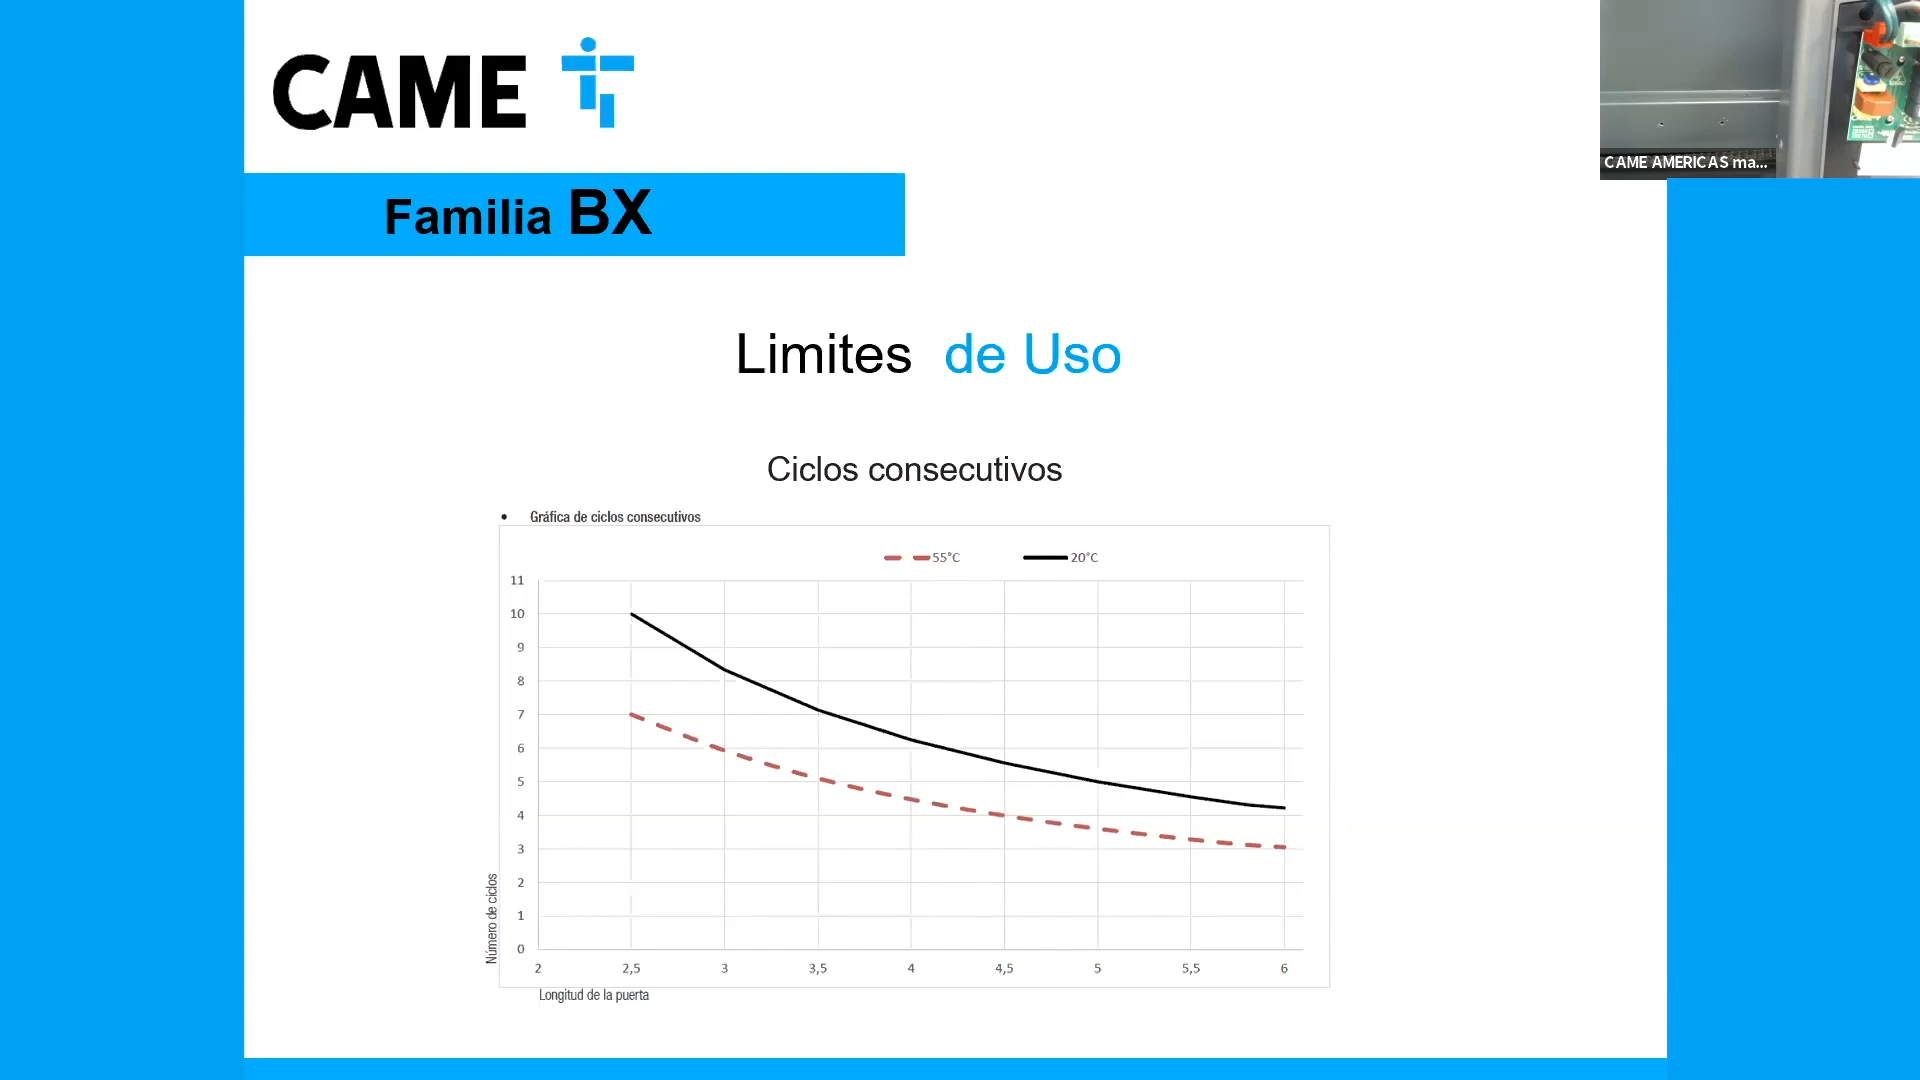 CAME
CAME AMERICAS ma...
Familia BX
Limites de Uso
Ciclos consecutivos
• Gráfica de ciclos consecutivos
55°C 20°C
11
10
9
8
7
6
5
4
3
2
1
0
Número de ciclos
2 2,5 3 3,5 4 4,5 5 5,5 6
Longitud de la puerta